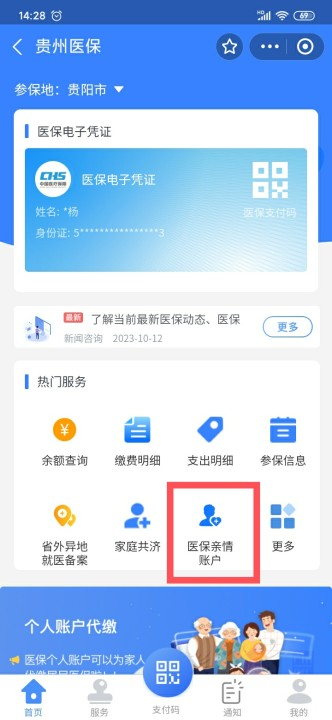 14:28
69
贵州医保
参保地：贵阳市
医保电子凭证
CHS
中国医疗保障
医保电子凭证
姓名: *杨
身份证: 5****************3
医保支付码
最新 了解当前最新医保动态、医保
新闻咨询 2023-10-12
更多
热门服务
余额查询 缴费明细 支出明细 参保信息
省外异地
就医备案
家庭共济
医保亲情
账户
更多
个人账户代缴
医保个人账户可以为家人
代缴居民医保啦！！
首页 服务 支付码 通知 我的